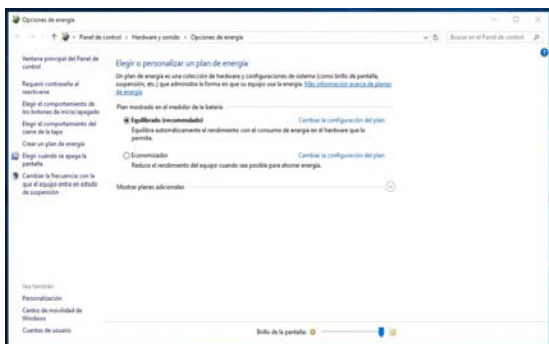 Opciones de energía
Panel de control › Hardware y sonido › Opciones de energía
Buscar en el Panel de control
Ventana principal del Panel de
control
Requerir contraseña al
reactivarse
Elegir el comportamiento de
los botones de inicio/apagado
Elegir el comportamiento del
cierre de la tapa
Crear un plan de energía
Elegir cuándo se apaga la
pantalla
Cambiar la frecuencia con la
que el equipo entra en estado
de suspensión
Elegir o personalizar un plan de energía
Un plan de energía es una colección de hardware y configuraciones de sistema (como brillo de pantalla,
suspensión, etc.) que administra la forma en que su equipo usa la energía. Más información acerca de planes
de energía
Plan mostrado en el medidor de la batería
Equilibrado (recomendado) Cambiar la configuración del plan
Equilibra automáticamente el rendimiento con el consumo de energía en el hardware que lo
permita.
Economizador Cambiar la configuración del plan
Reduce el rendimiento del equipo cuando sea posible para ahorrar energía.
Mostrar planes adicionales
Vea también
Personalización
Centro de movilidad de
Windows
Cuentas de usuario
Brillo de la pantalla: